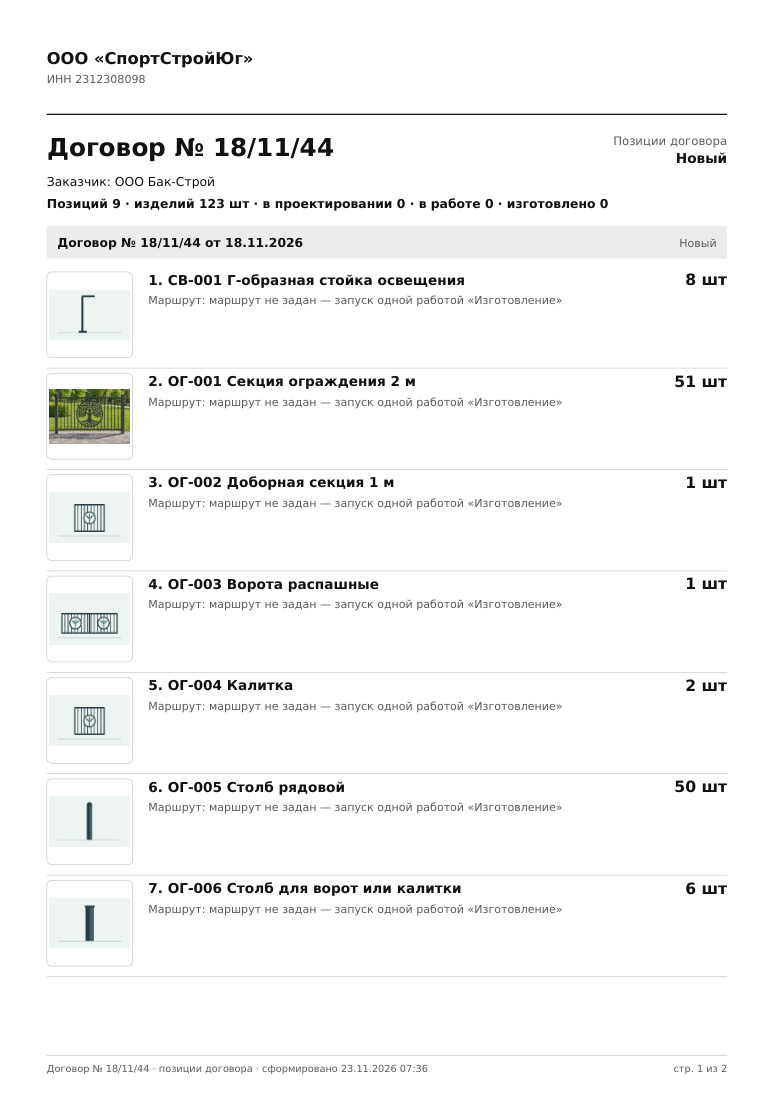 ООО «СпортСтройЮг»
ИНН 2312308098
Договор № 18/11/44
Позиции договора
Новый
Заказчик: ООО Бак-Строй
Позиций 9 · изделий 123 шт · в проектировании 0 · в работе 0 · изготовлено 0
Договор № 18/11/44 от 18.11.2026
Новый
1. СВ-001 Г-образная стойка освещения
8 шт
Маршрут: маршрут не задан — запуск одной работой «Изготовление»
2. ОГ-001 Секция ограждения 2 м
51 шт
Маршрут: маршрут не задан — запуск одной работой «Изготовление»
3. ОГ-002 Доборная секция 1 м
1 шт
Маршрут: маршрут не задан — запуск одной работой «Изготовление»
4. ОГ-003 Ворота распашные
1 шт
Маршрут: маршрут не задан — запуск одной работой «Изготовление»
5. ОГ-004 Калитка
2 шт
Маршрут: маршрут не задан — запуск одной работой «Изготовление»
6. ОГ-005 Столб рядовой
50 шт
Маршрут: маршрут не задан — запуск одной работой «Изготовление»
7. ОГ-006 Столб для ворот или калитки
6 шт
Маршрут: маршрут не задан — запуск одной работой «Изготовление»
Договор № 18/11/44 · позиции договора · сформировано 23.11.2026 07:36
стр. 1 из 2